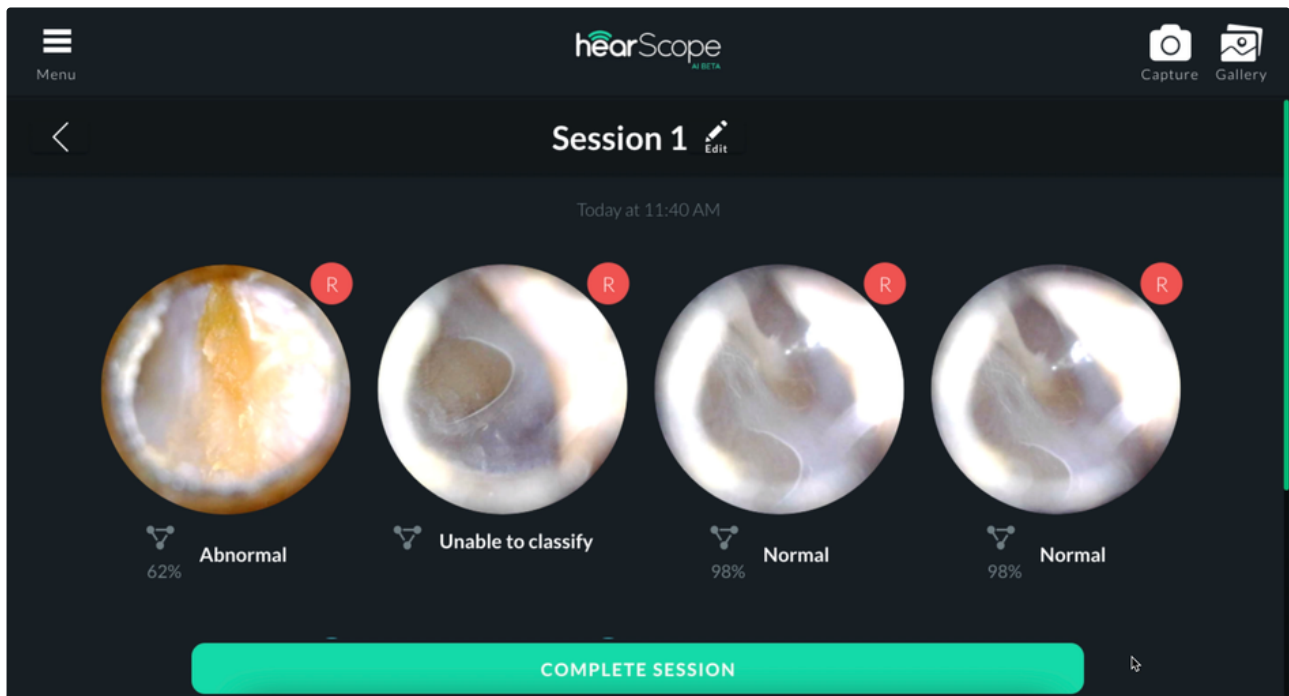 Menu
hearScope
AI BETA
Capture
Gallery
Session 1
Edit
Today at 11:40 AM
R
R
R
R
Abnormal
62%
Unable to classify
Normal
98%
Normal
98%
COMPLETE SESSION